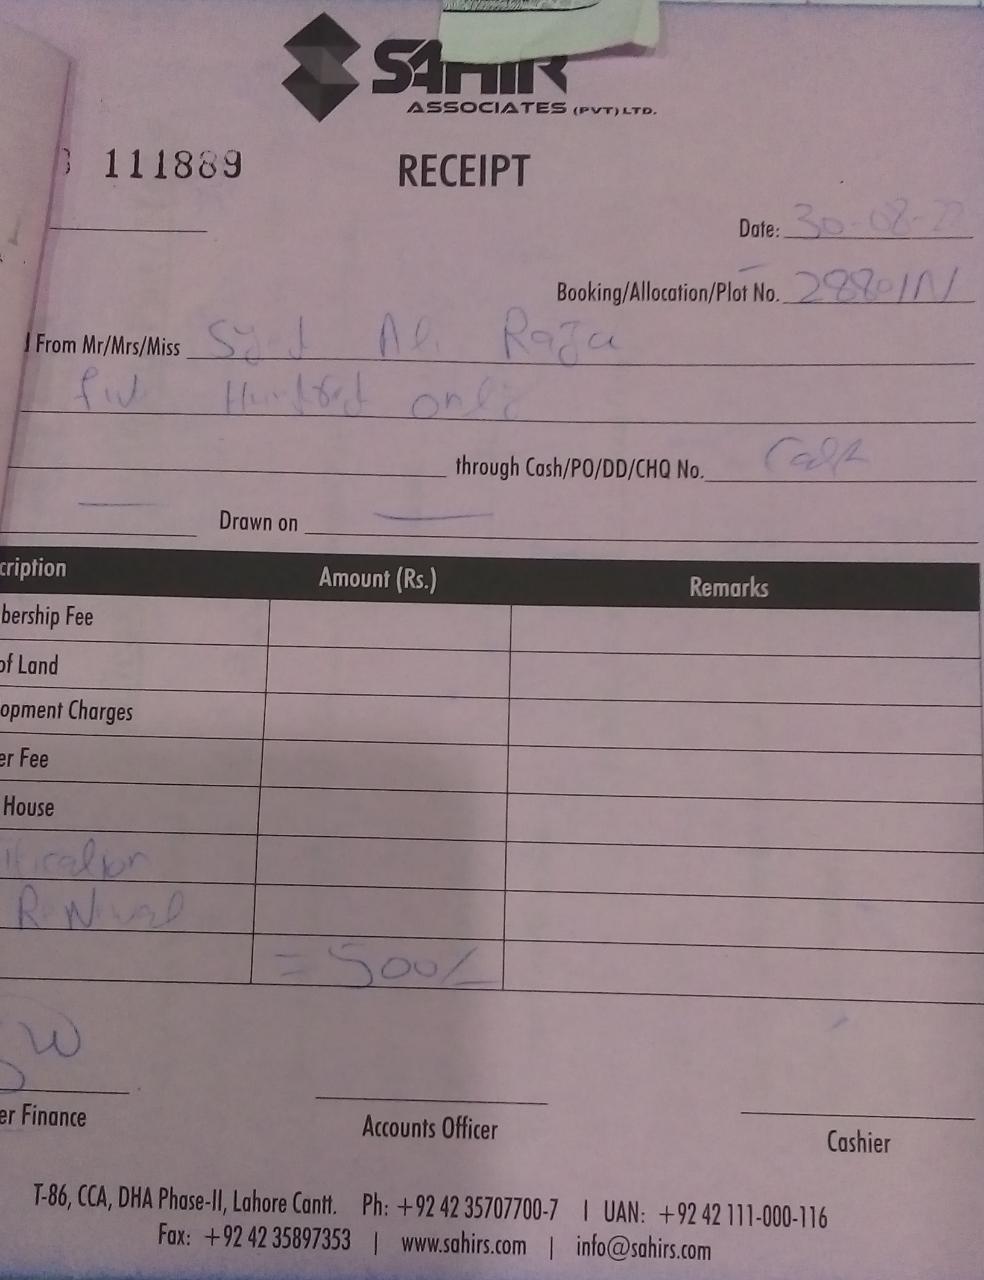 SAHIR
ASSOCIATES (PVT) LTD.
111889
RECEIPT
Date: 30-08-22
Booking/Allocation/Plot No. 28801N
From Mr/Mrs/Miss Syed Ali Raza
Five Hundred only
through Cash/PO/DD/CHQ No. Cash
Drawn on
cription Amount (Rs.) Remarks
bership Fee
of Land
opment Charges
er Fee
House
ification
Renewal
= 500/-
er Finance
Accounts Officer
Cashier
T-86, CCA, DHA Phase-II, Lahore Cantt. Ph: +92 42 35707700-7 | UAN: +92 42 111-000-116
Fax: +92 42 35897353 | www.sahirs.com | info@sahirs.com